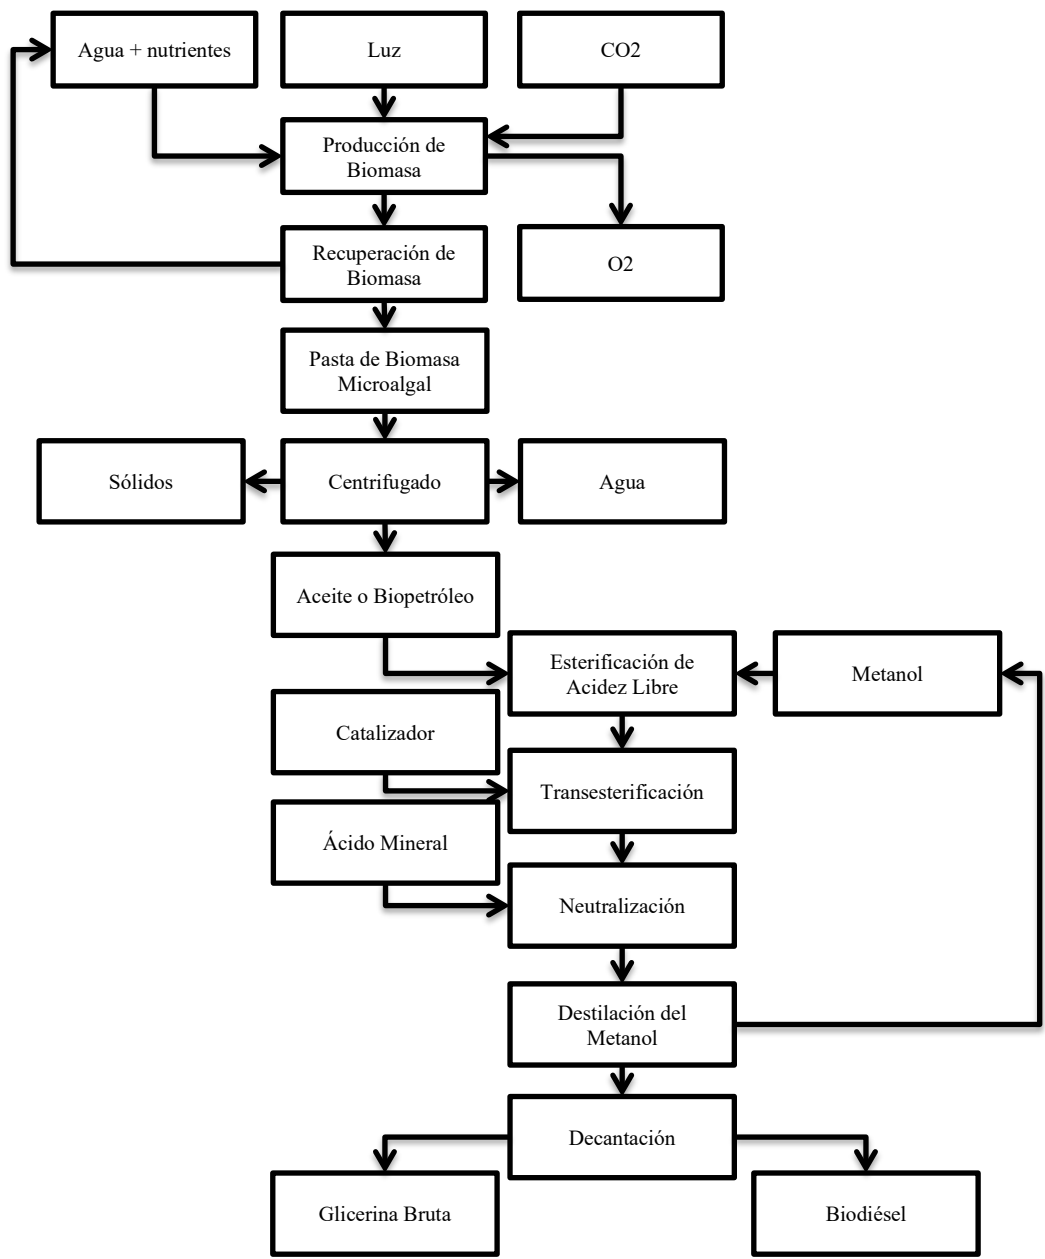 Agua + nutrientes
Luz
CO2
Producción de
Biomasa
Recuperación de
Biomasa
O2
Pasta de Biomasa
Microalgal
Sólidos
Centrifugado
Agua
Aceite o Biopetróleo
Esterificación de
Acidez Libre
Metanol
Catalizador
Transesterificación
Ácido Mineral
Neutralización
Destilación del
Metanol
Decantación
Glicerina Bruta
Biodiésel